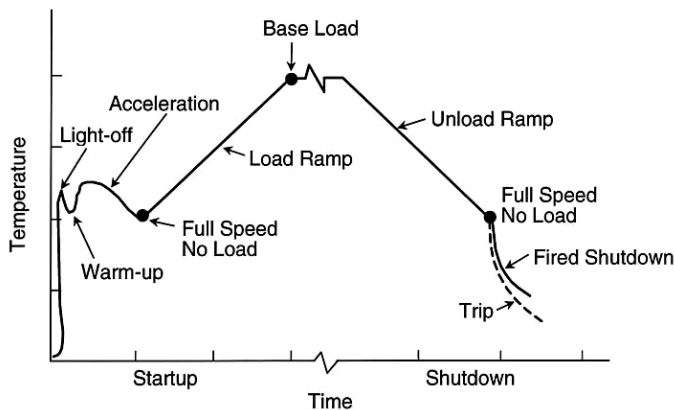 Base Load
Acceleration
Light-off
Unload Ramp
Load Ramp
Temperature
Full Speed
No Load
Full Speed
No Load
Warm-up
Fired Shutdown
Trip
Startup
Shutdown
Time